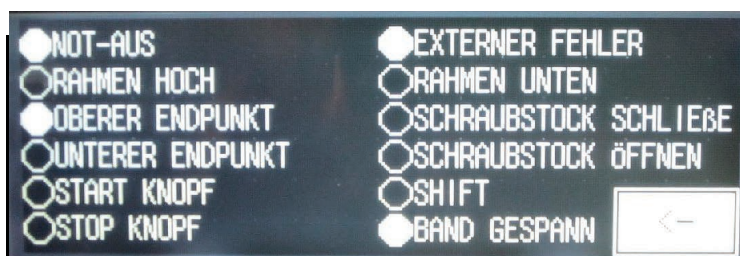 NOT-AUS
RAHMEN HOCH
OBERER ENDPUNKT
UNTERER ENDPUNKT
START KNOPF
STOP KNOPF
EXTERNER FEHLER
RAHMEN UNTEN
SCHRAUBSTOCK SCHLIEßE
SCHRAUBSTOCK ÖFFNEN
SHIFT
BAND GESPANN
<-